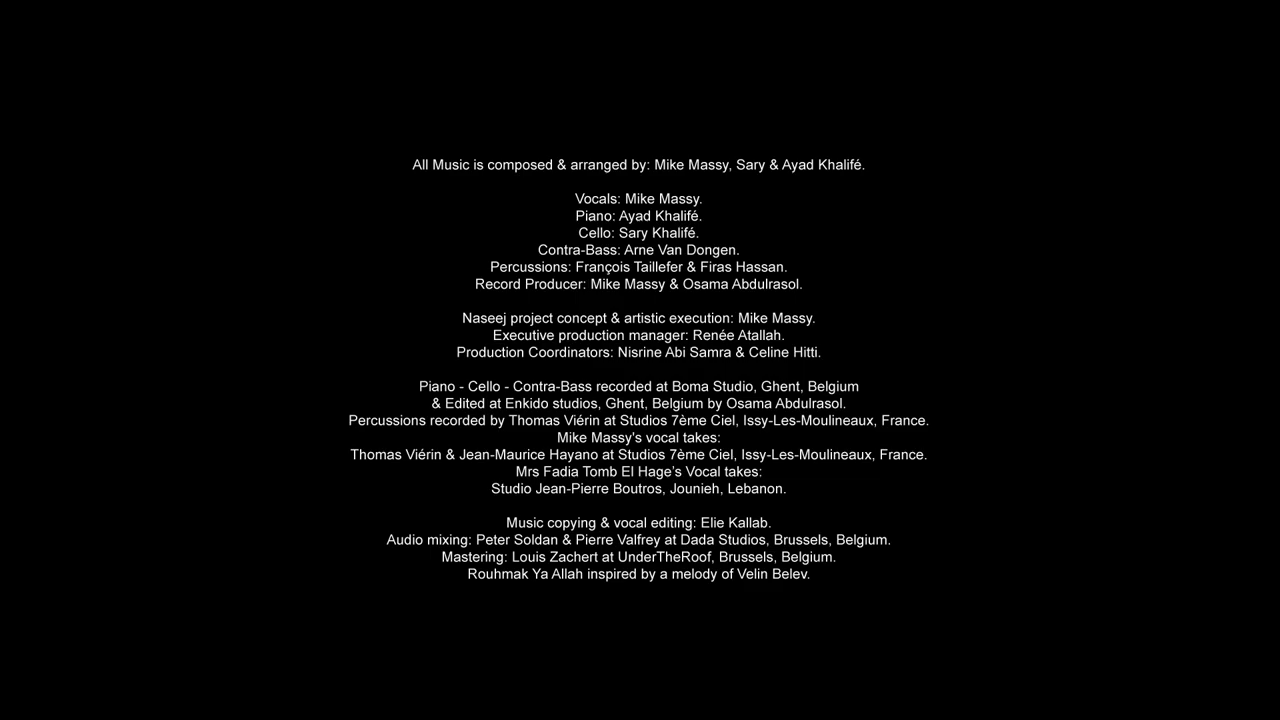 All Music is composed & arranged by: Mike Massy, Sary & Ayad Khalifé.
Vocals: Mike Massy.
Piano: Ayad Khalifé.
Cello: Sary Khalifé.
Contra-Bass: Arne Van Dongen.
Percussions: François Taillefer & Firas Hassan.
Record Producer: Mike Massy & Osama Abdulrasol.
Naseej project concept & artistic execution: Mike Massy.
Executive production manager: Renée Atallah.
Production Coordinators: Nisrine Abi Samra & Celine Hitti.
Piano - Cello - Contra-Bass recorded at Boma Studio, Ghent, Belgium
& Edited at Enkido studios, Ghent, Belgium by Osama Abdulrasol.
Percussions recorded by Thomas Viérin at Studios 7ème Ciel, Issy-Les-Moulineaux, France.
Mike Massy's vocal takes:
Thomas Viérin & Jean-Maurice Hayano at Studios 7ème Ciel, Issy-Les-Moulineaux, France.
Mrs Fadia Tomb El Hage’s Vocal takes:
Studio Jean-Pierre Boutros, Jounieh, Lebanon.
Music copying & vocal editing: Elie Kallab.
Audio mixing: Peter Soldan & Pierre Valfrey at Dada Studios, Brussels, Belgium.
Mastering: Louis Zachert at UnderTheRoof, Brussels, Belgium.
Rouhmak Ya Allah inspired by a melody of Velin Belev.